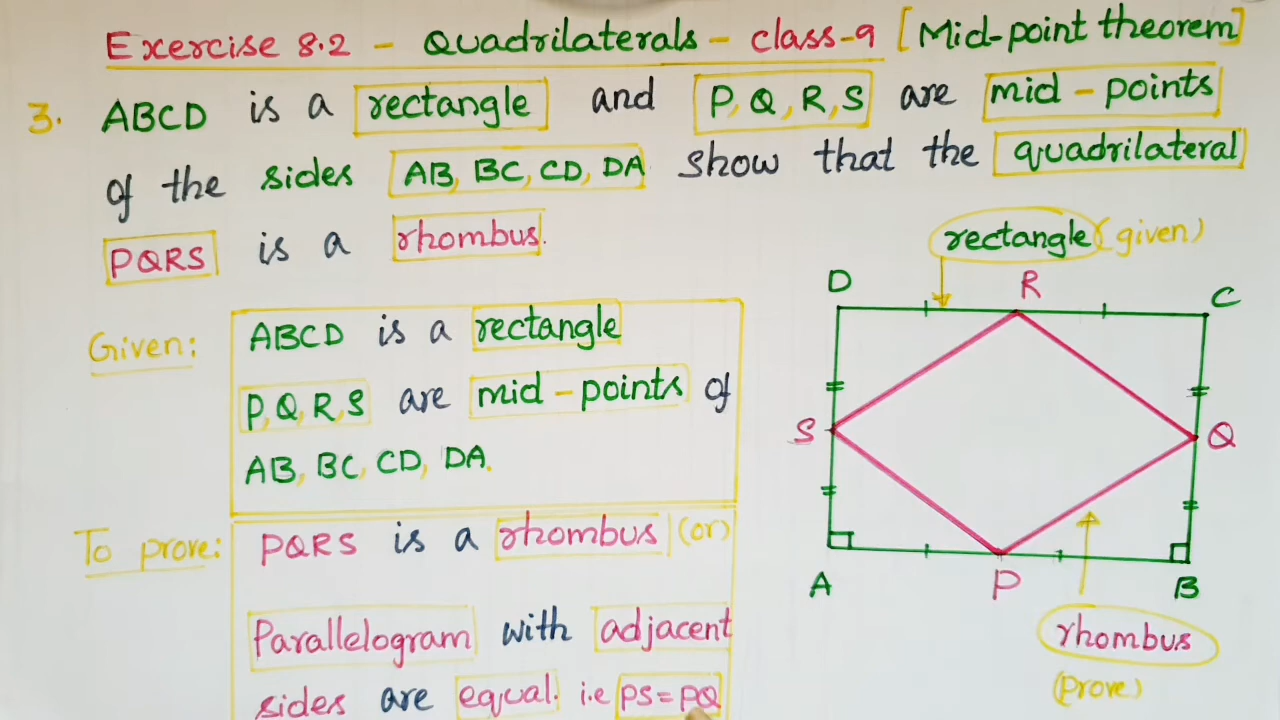 Exercise 8.2 - Quadrilaterals - class-9 [Mid-point theorem]
3. ABCD is a rectangle and P,Q,R,S are mid-points
of the sides AB, BC, CD, DA show that the quadrilateral
PQRS is a rhombus.
rectangle (given)
D R C
Given: ABCD is a rectangle
P,Q,R,S are mid-points of
AB, BC, CD, DA.
S Q
To prove: PQRS is a rhombus (or)
A P B
Parallelogram with adjacent
sides are equal. i.e PS=PQ
rhombus
(prove)